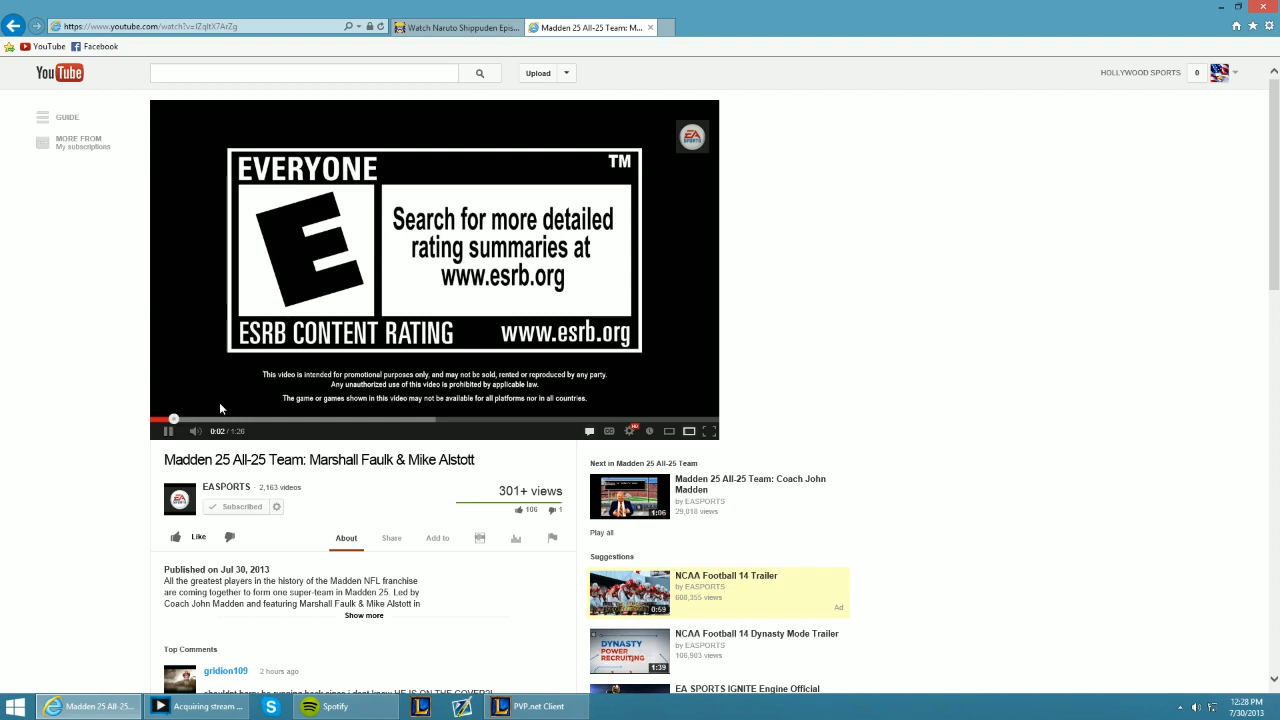 https://www.youtube.com/watch?v=IZqItX7ArZg
Watch Naruto Shippuden Epis...
Madden 25 All-25 Team: M...
YouTube
Facebook
YouTube
Upload
HOLLYWOOD SPORTS
0
GUIDE
MORE FROM
My subscriptions
EA SPORTS
EVERYONE
TM
E
Search for more detailed
rating summaries at
www.esrb.org
ESRB CONTENT RATING
www.esrb.org
This video is intended for promotional purposes only, and may not be sold, rented or reproduced by any party.
Any unauthorized use of this video is prohibited by applicable law.
The game or games shown in this video may not be available for all platforms nor in all countries.
0:02 / 1:26
CC
HD
Madden 25 All-25 Team: Marshall Faulk & Mike Alstott
EASPORTS · 2,163 videos
Subscribed
301+ views
106
1
Like
About
Share
Add to
Published on Jul 30, 2013
All the greatest players in the history of the Madden NFL franchise
are coming together to form one super-team in Madden 25. Led by
Coach John Madden and featuring Marshall Faulk & Mike Alstott in
Show more
Top Comments
gridion109
2 hours ago
Next in Madden 25 All-25 Team
Madden 25 All-25 Team: Coach John
Madden
by EASPORTS
29,018 views
1:06
Play all
Suggestions
NCAA Football 14 Trailer
by EASPORTS
608,355 views
Ad
0:59
NCAA Football 14 Dynasty Mode Trailer
by EASPORTS
106,903 views
DYNASTY
POWER
RECRUITING
1:39
EA SPORTS IGNITE Engine Official
Madden 25 All-25...
Acquiring stream ...
Spotify
PVP.net Client
12:28 PM
7/30/2013